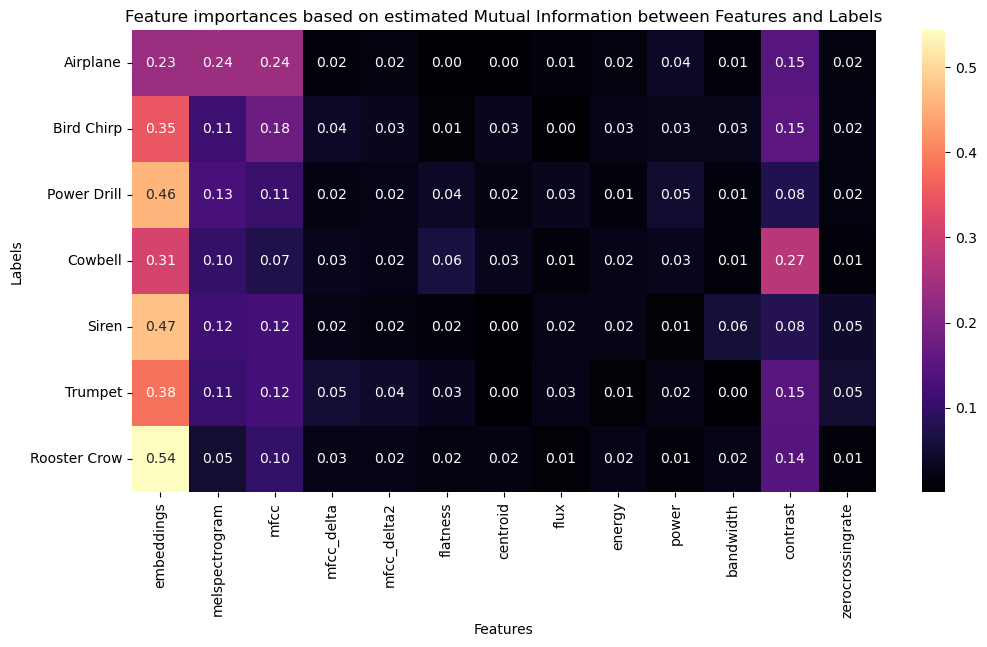 Feature importances based on estimated Mutual Information between Features and Labels
Labels
Airplane 0.23 0.24 0.24 0.02 0.02 0.00 0.00 0.01 0.02 0.04 0.01 0.15 0.02
Bird Chirp 0.35 0.11 0.18 0.04 0.03 0.01 0.03 0.00 0.03 0.03 0.03 0.15 0.02
Power Drill 0.46 0.13 0.11 0.02 0.02 0.04 0.02 0.03 0.01 0.05 0.01 0.08 0.02
Cowbell 0.31 0.10 0.07 0.03 0.02 0.06 0.03 0.01 0.02 0.03 0.01 0.27 0.01
Siren 0.47 0.12 0.12 0.02 0.02 0.02 0.00 0.02 0.02 0.01 0.06 0.08 0.05
Trumpet 0.38 0.11 0.12 0.05 0.04 0.03 0.00 0.03 0.01 0.02 0.00 0.15 0.05
Rooster Crow 0.54 0.05 0.10 0.03 0.02 0.02 0.02 0.01 0.02 0.01 0.02 0.14 0.01
embeddings melspectrogram mfcc mfcc_delta mfcc_delta2 flatness centroid flux energy power bandwidth contrast zerocrossingrate
Features
0.5
0.4
0.3
0.2
0.1